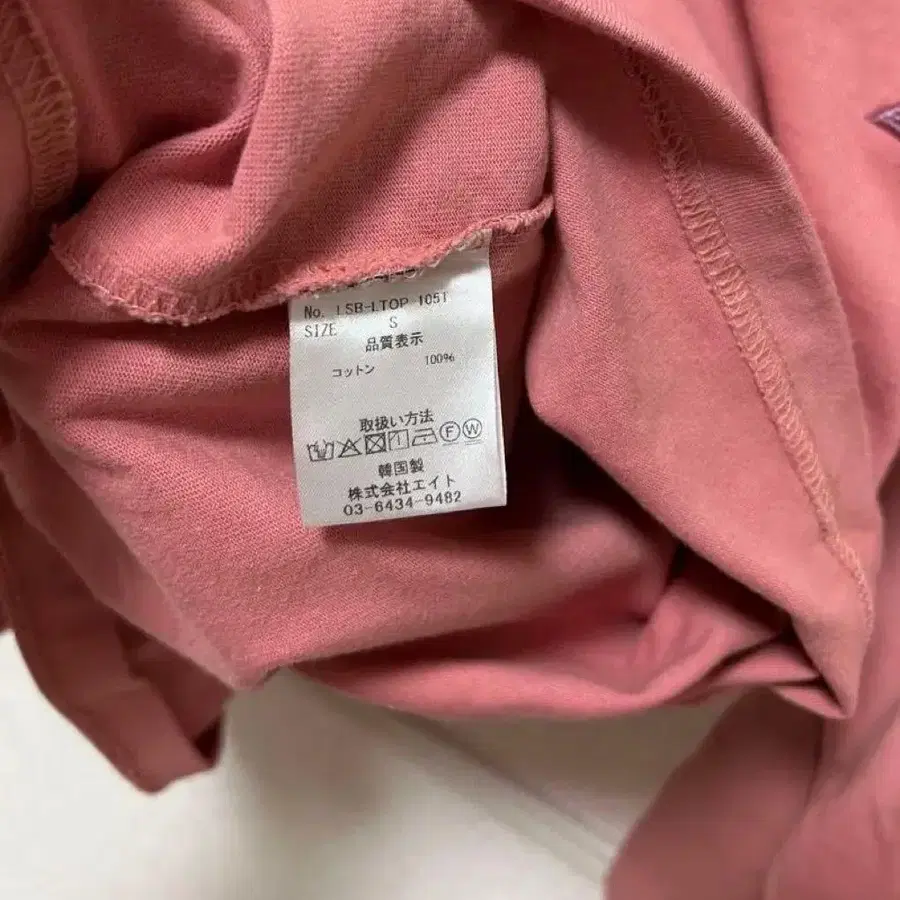 No. LSB-LTOP 1051
SIZE S
品質表示
コットン 100%
取扱い方法
F W
韓国製
株式会社エイト
03-6434-9482